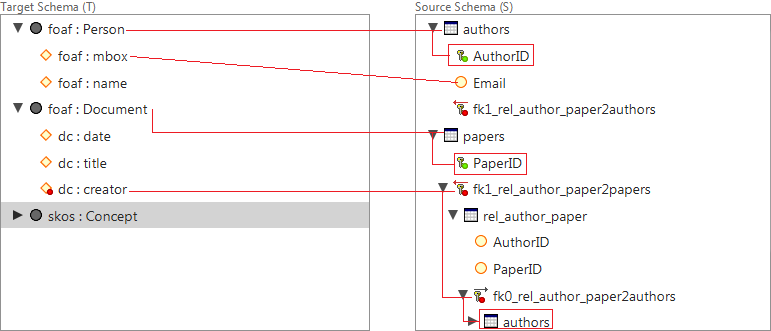 Target Schema (T)
foaf : Person
foaf : mbox
foaf : name
foaf : Document
dc : date
dc : title
dc : creator
skos : Concept
Source Schema (S)
authors
AuthorID
Email
fk1_rel_author_paper2authors
papers
PaperID
fk1_rel_author_paper2papers
rel_author_paper
AuthorID
PaperID
fk0_rel_author_paper2authors
authors